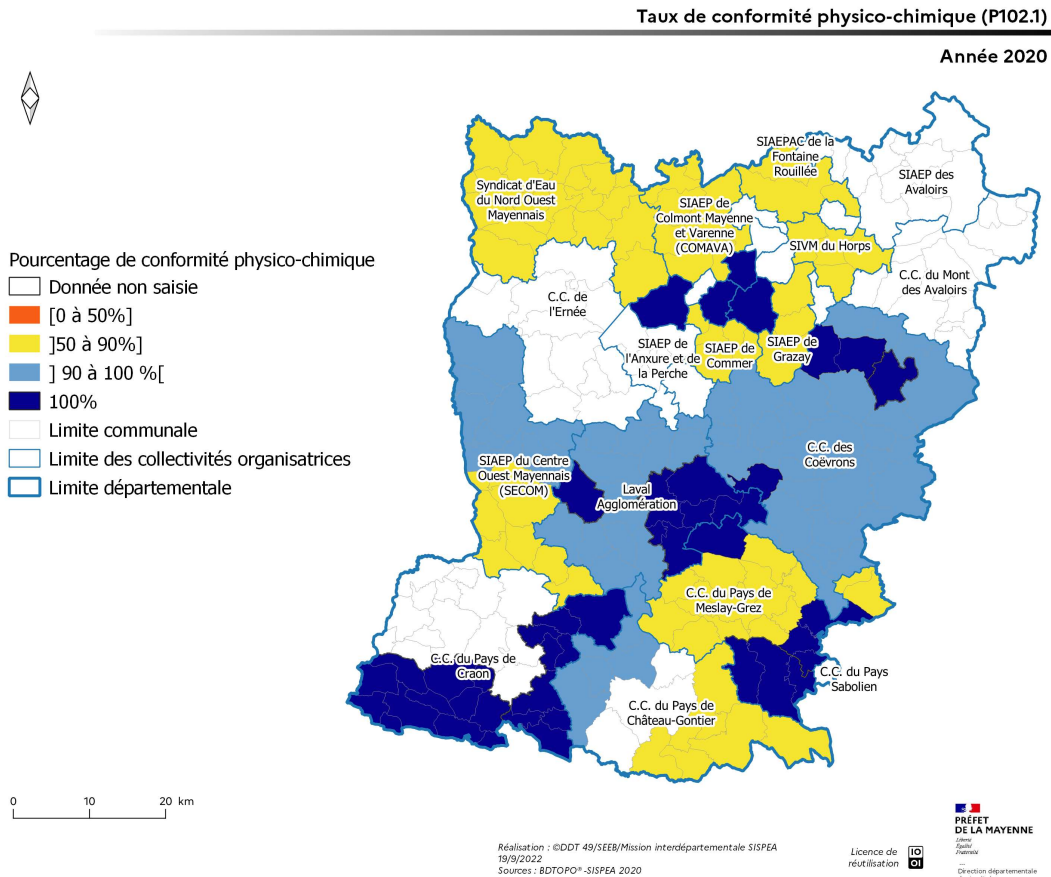 Taux de conformité physico-chimique (P102.1)
Année 2020
SIAEPAC de la
Fontaine
Rouillée
SIAEP des
Avaloirs
Syndicat d'Eau
du Nord Ouest
Mayennais
SIAEP de
Colmont Mayenne
et Varenne
(COMAVA)
SIVM du Horps
C.C. du Mont
des Avaloirs
Pourcentage de conformité physico-chimique
Donnée non saisie
[0 à 50%]
]50 à 90%]
] 90 à 100 %[
100%
Limite communale
Limite des collectivités organisatrices
Limite départementale
C.C. de
l'Ernée
SIAEP de
l'Anxure et de
la Perche
SIAEP de
Commer
SIAEP de
Grazay
C.C. des
Coëvrons
SIAEP du Centre
Ouest Mayennais
(SECOM)
Laval
Agglomération
C.C. du Pays de
Meslay-Grez
C.C. du Pays de
Craon
C.C. du Pays
Sabolien
C.C. du Pays de
Château-Gontier
0 10 20 km
Réalisation : ©DDT 49/SEEB/Mission interdépartementale SISPEA
19/9/2022
Sources : BDTOPO® -SISPEA 2020
Licence de
réutilisation
IO
OI
PRÉFET
DE LA MAYENNE
Liberté
Égalité
Fraternité
Direction départementale